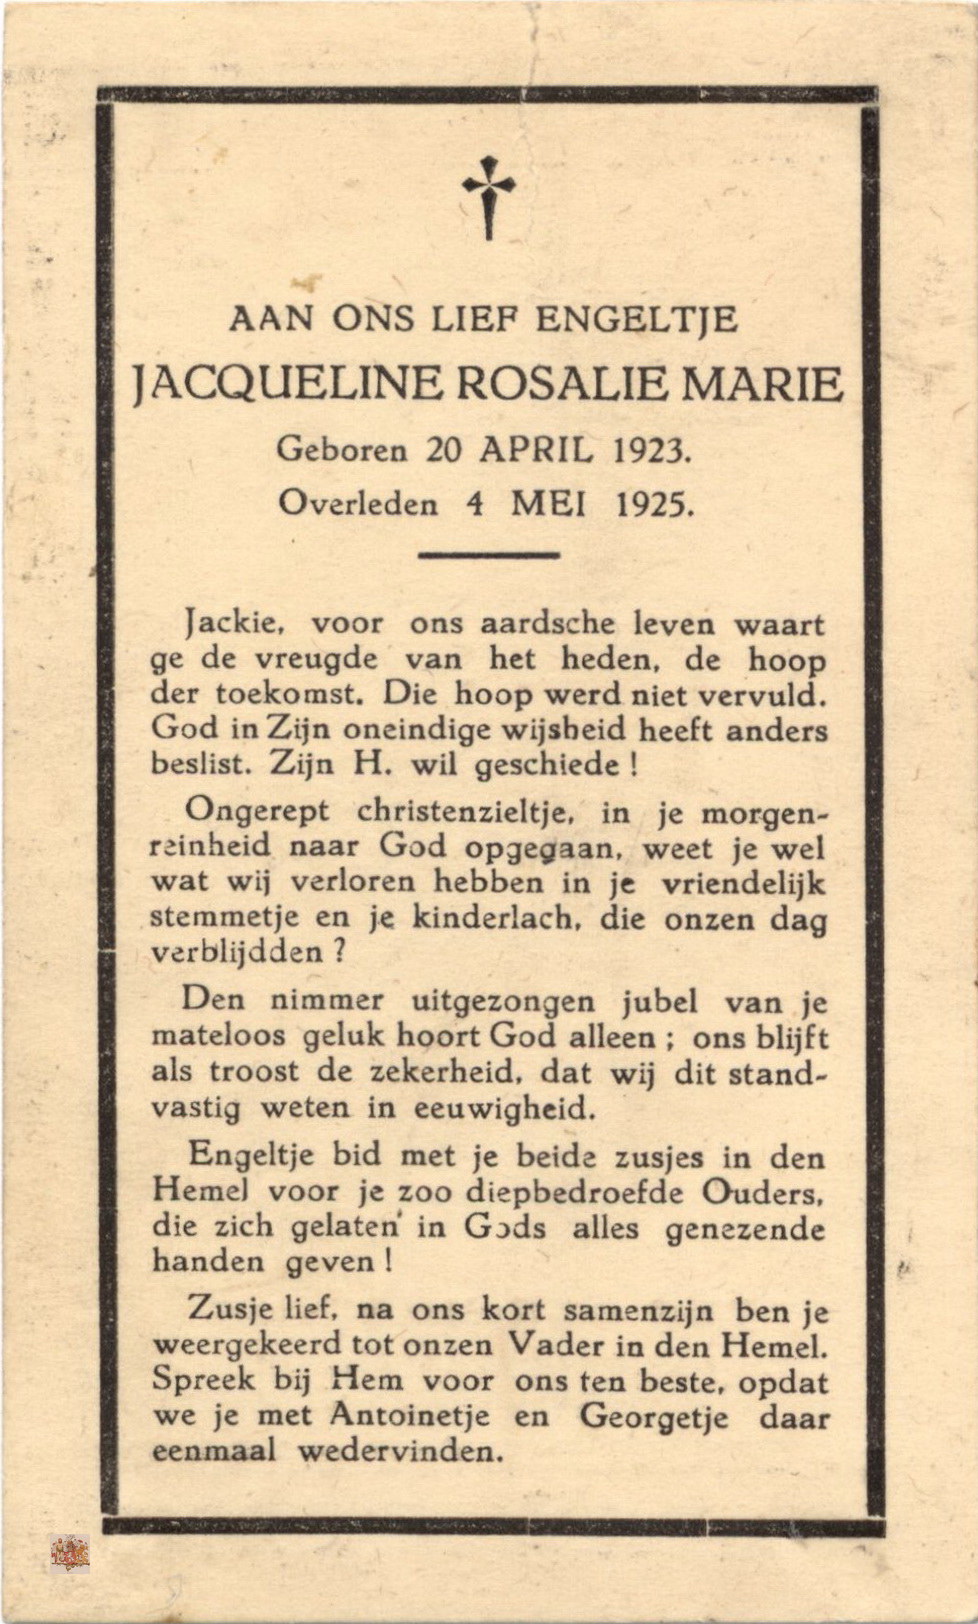 AAN ONS LIEF ENGELTJE
JACQUELINE ROSALIE MARIE
Geboren 20 APRIL 1923.
Overleden 4 MEI 1925.
Jackie, voor ons aardsche leven waart
ge de vreugde van het heden, de hoop
der toekomst. Die hoop werd niet vervuld.
God in Zijn oneindige wijsheid heeft anders
beslist. Zijn H. wil geschiede !
Ongerept christenzieltje, in je morgen-
reinheid naar God opgegaan, weet je wel
wat wij verloren hebben in je vriendelijk
stemmetje en je kinderlach, die onzen dag
verblijdden ?
Den nimmer uitgezongen jubel van je
mateloos geluk hoort God alleen ; ons blijft
als troost de zekerheid, dat wij dit stand-
vastig weten in eeuwigheid.
Engeltje bid met je beide zusjes in den
Hemel voor je zoo diepbedroefde Ouders,
die zich gelaten in Gods alles genezende
handen geven !
Zusje lief, na ons kort samenzijn ben je
weergekeerd tot onzen Vader in den Hemel.
Spreek bij Hem voor ons ten beste, opdat
we je met Antoinetje en Georgetje daar
eenmaal wedervinden.